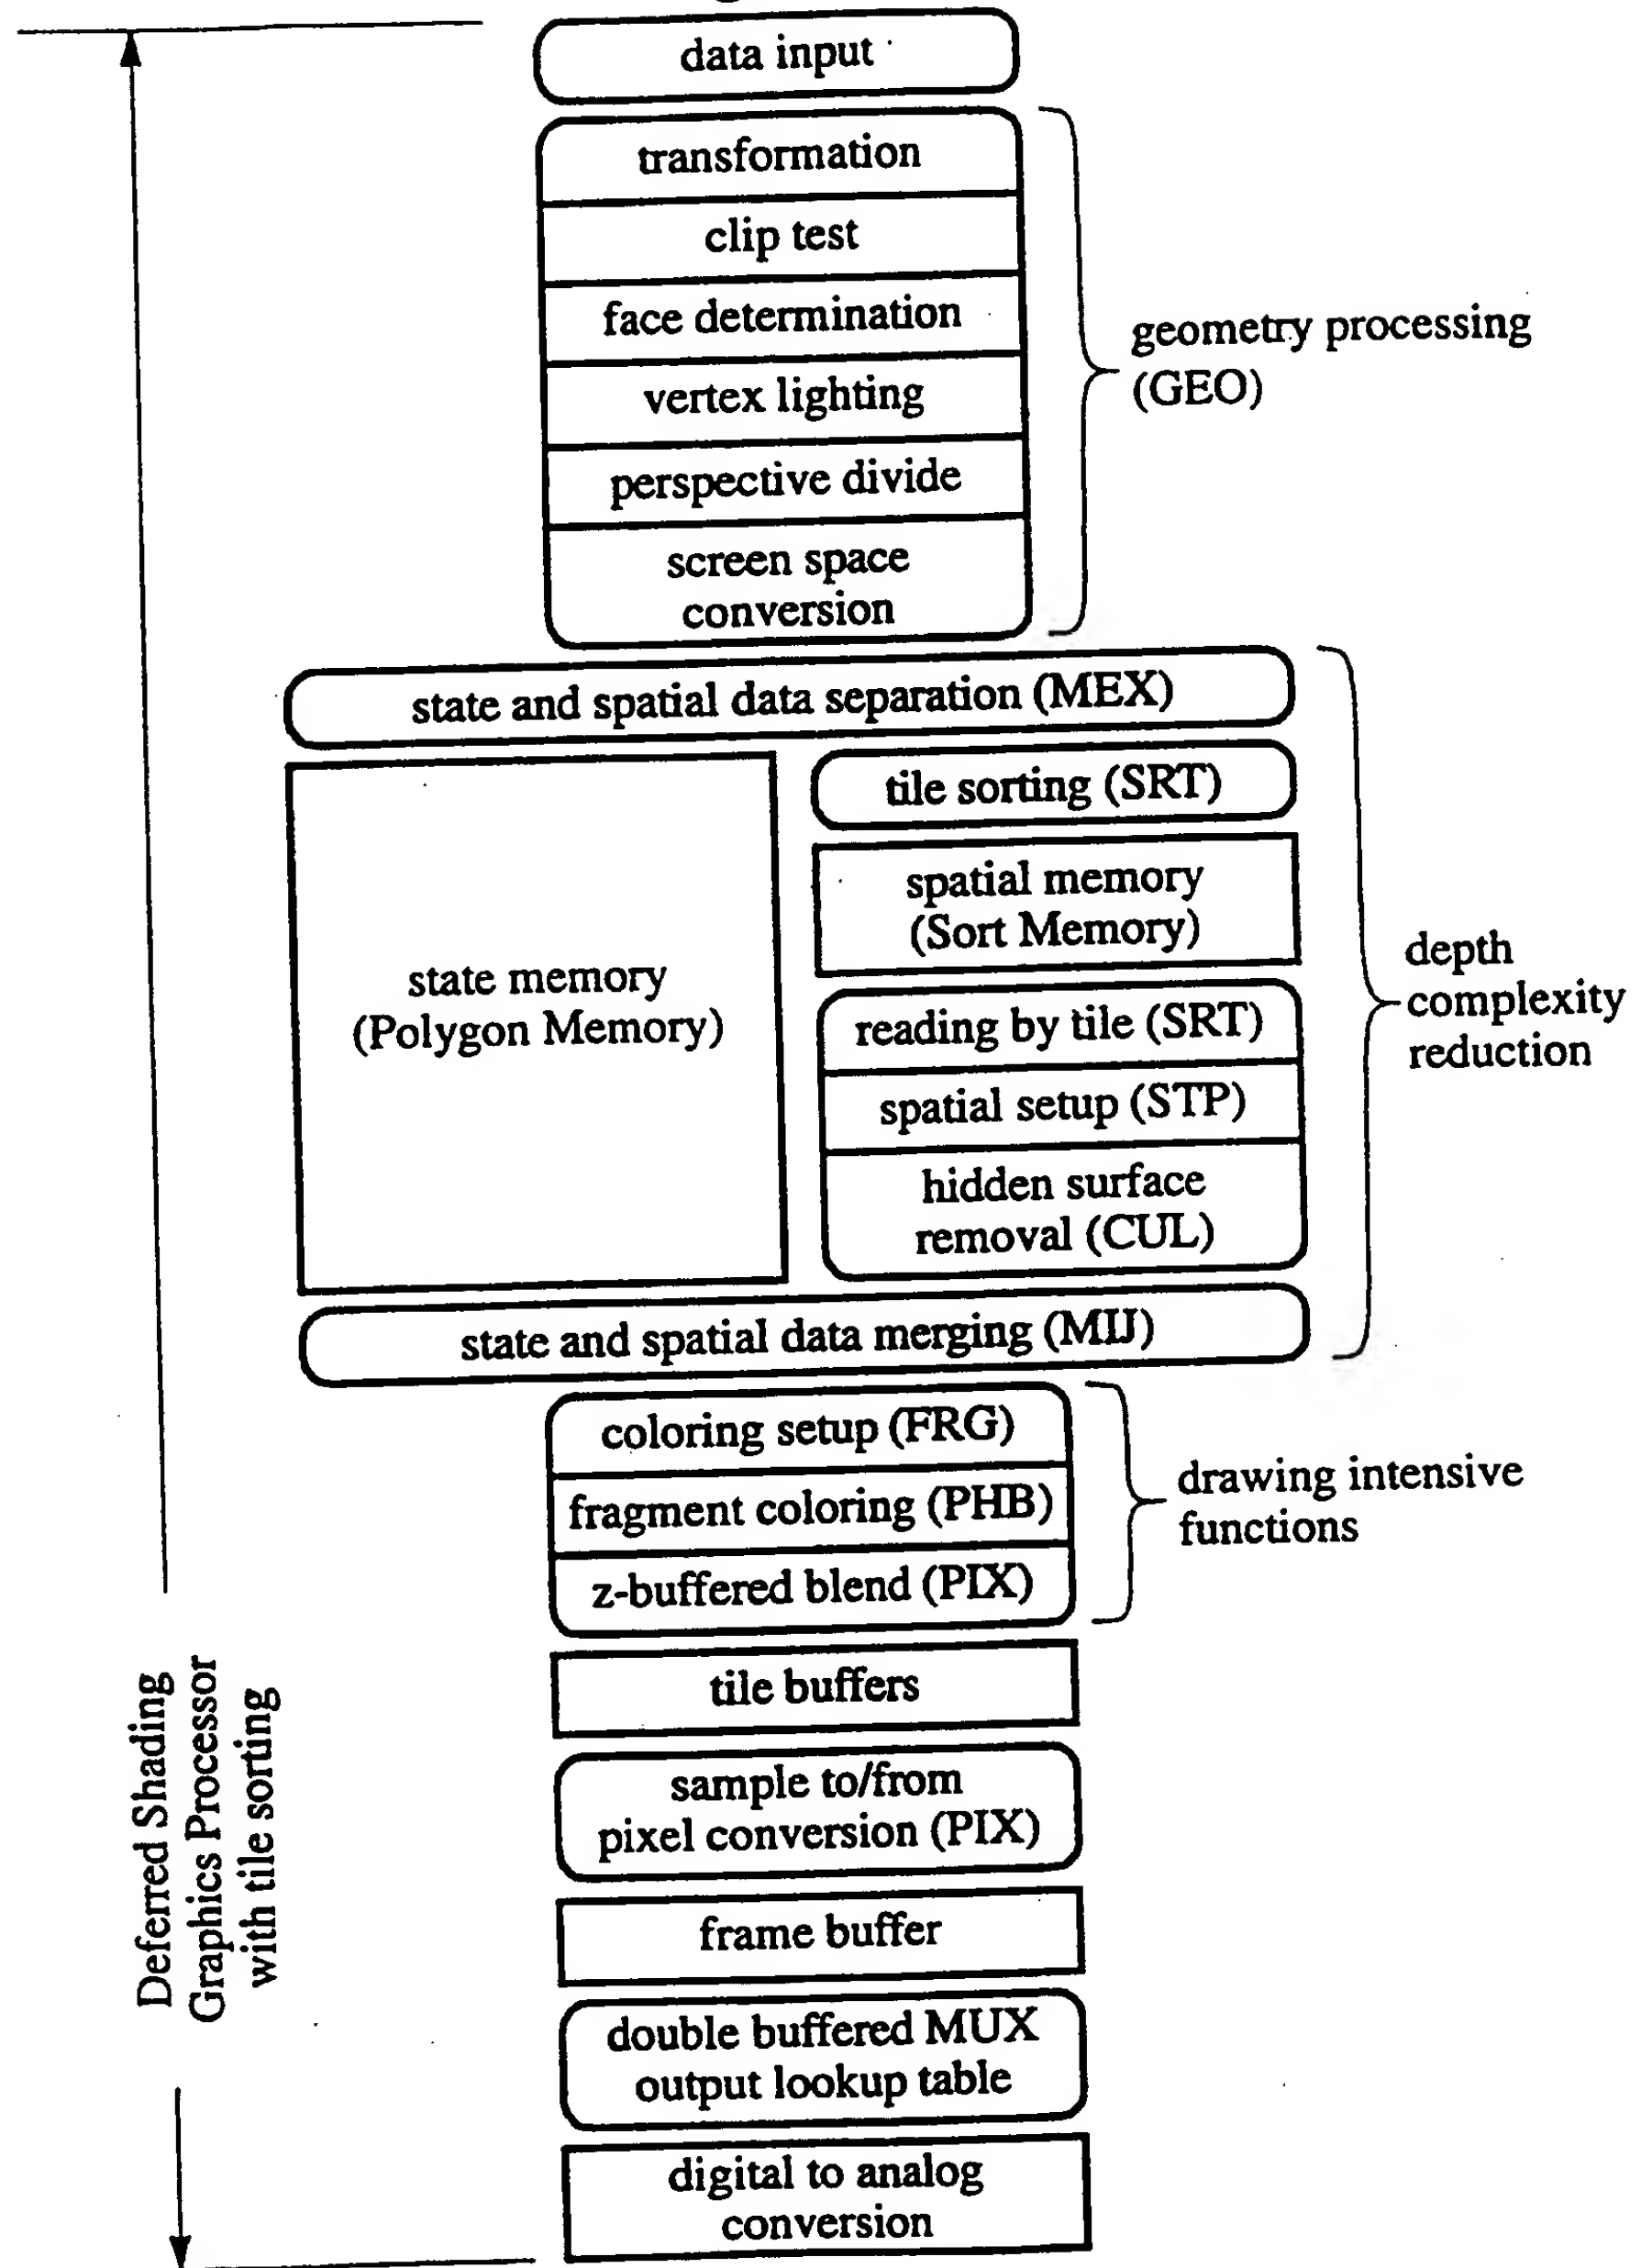 data input
transformation
clip test
face determination
vertex lighting
perspective divide
screen space
conversion
geometry processing
(GEO)
state and spatial data separation (MEX)
state memory
(Polygon Memory)
tile sorting (SRT)
spatial memory
(Sort Memory)
reading by tile (SRT)
spatial setup (STP)
hidden surface
removal (CUL)
depth
complexity
reduction
state and spatial data merging (MIJ)
coloring setup (FRG)
fragment coloring (PHB)
z-buffered blend (PIX)
drawing intensive
functions
tile buffers
sample to/from
pixel conversion (PIX)
frame buffer
double buffered MUX
output lookup table
digital to analog
conversion
Deferred Shading
Graphics Processor
with tile sorting